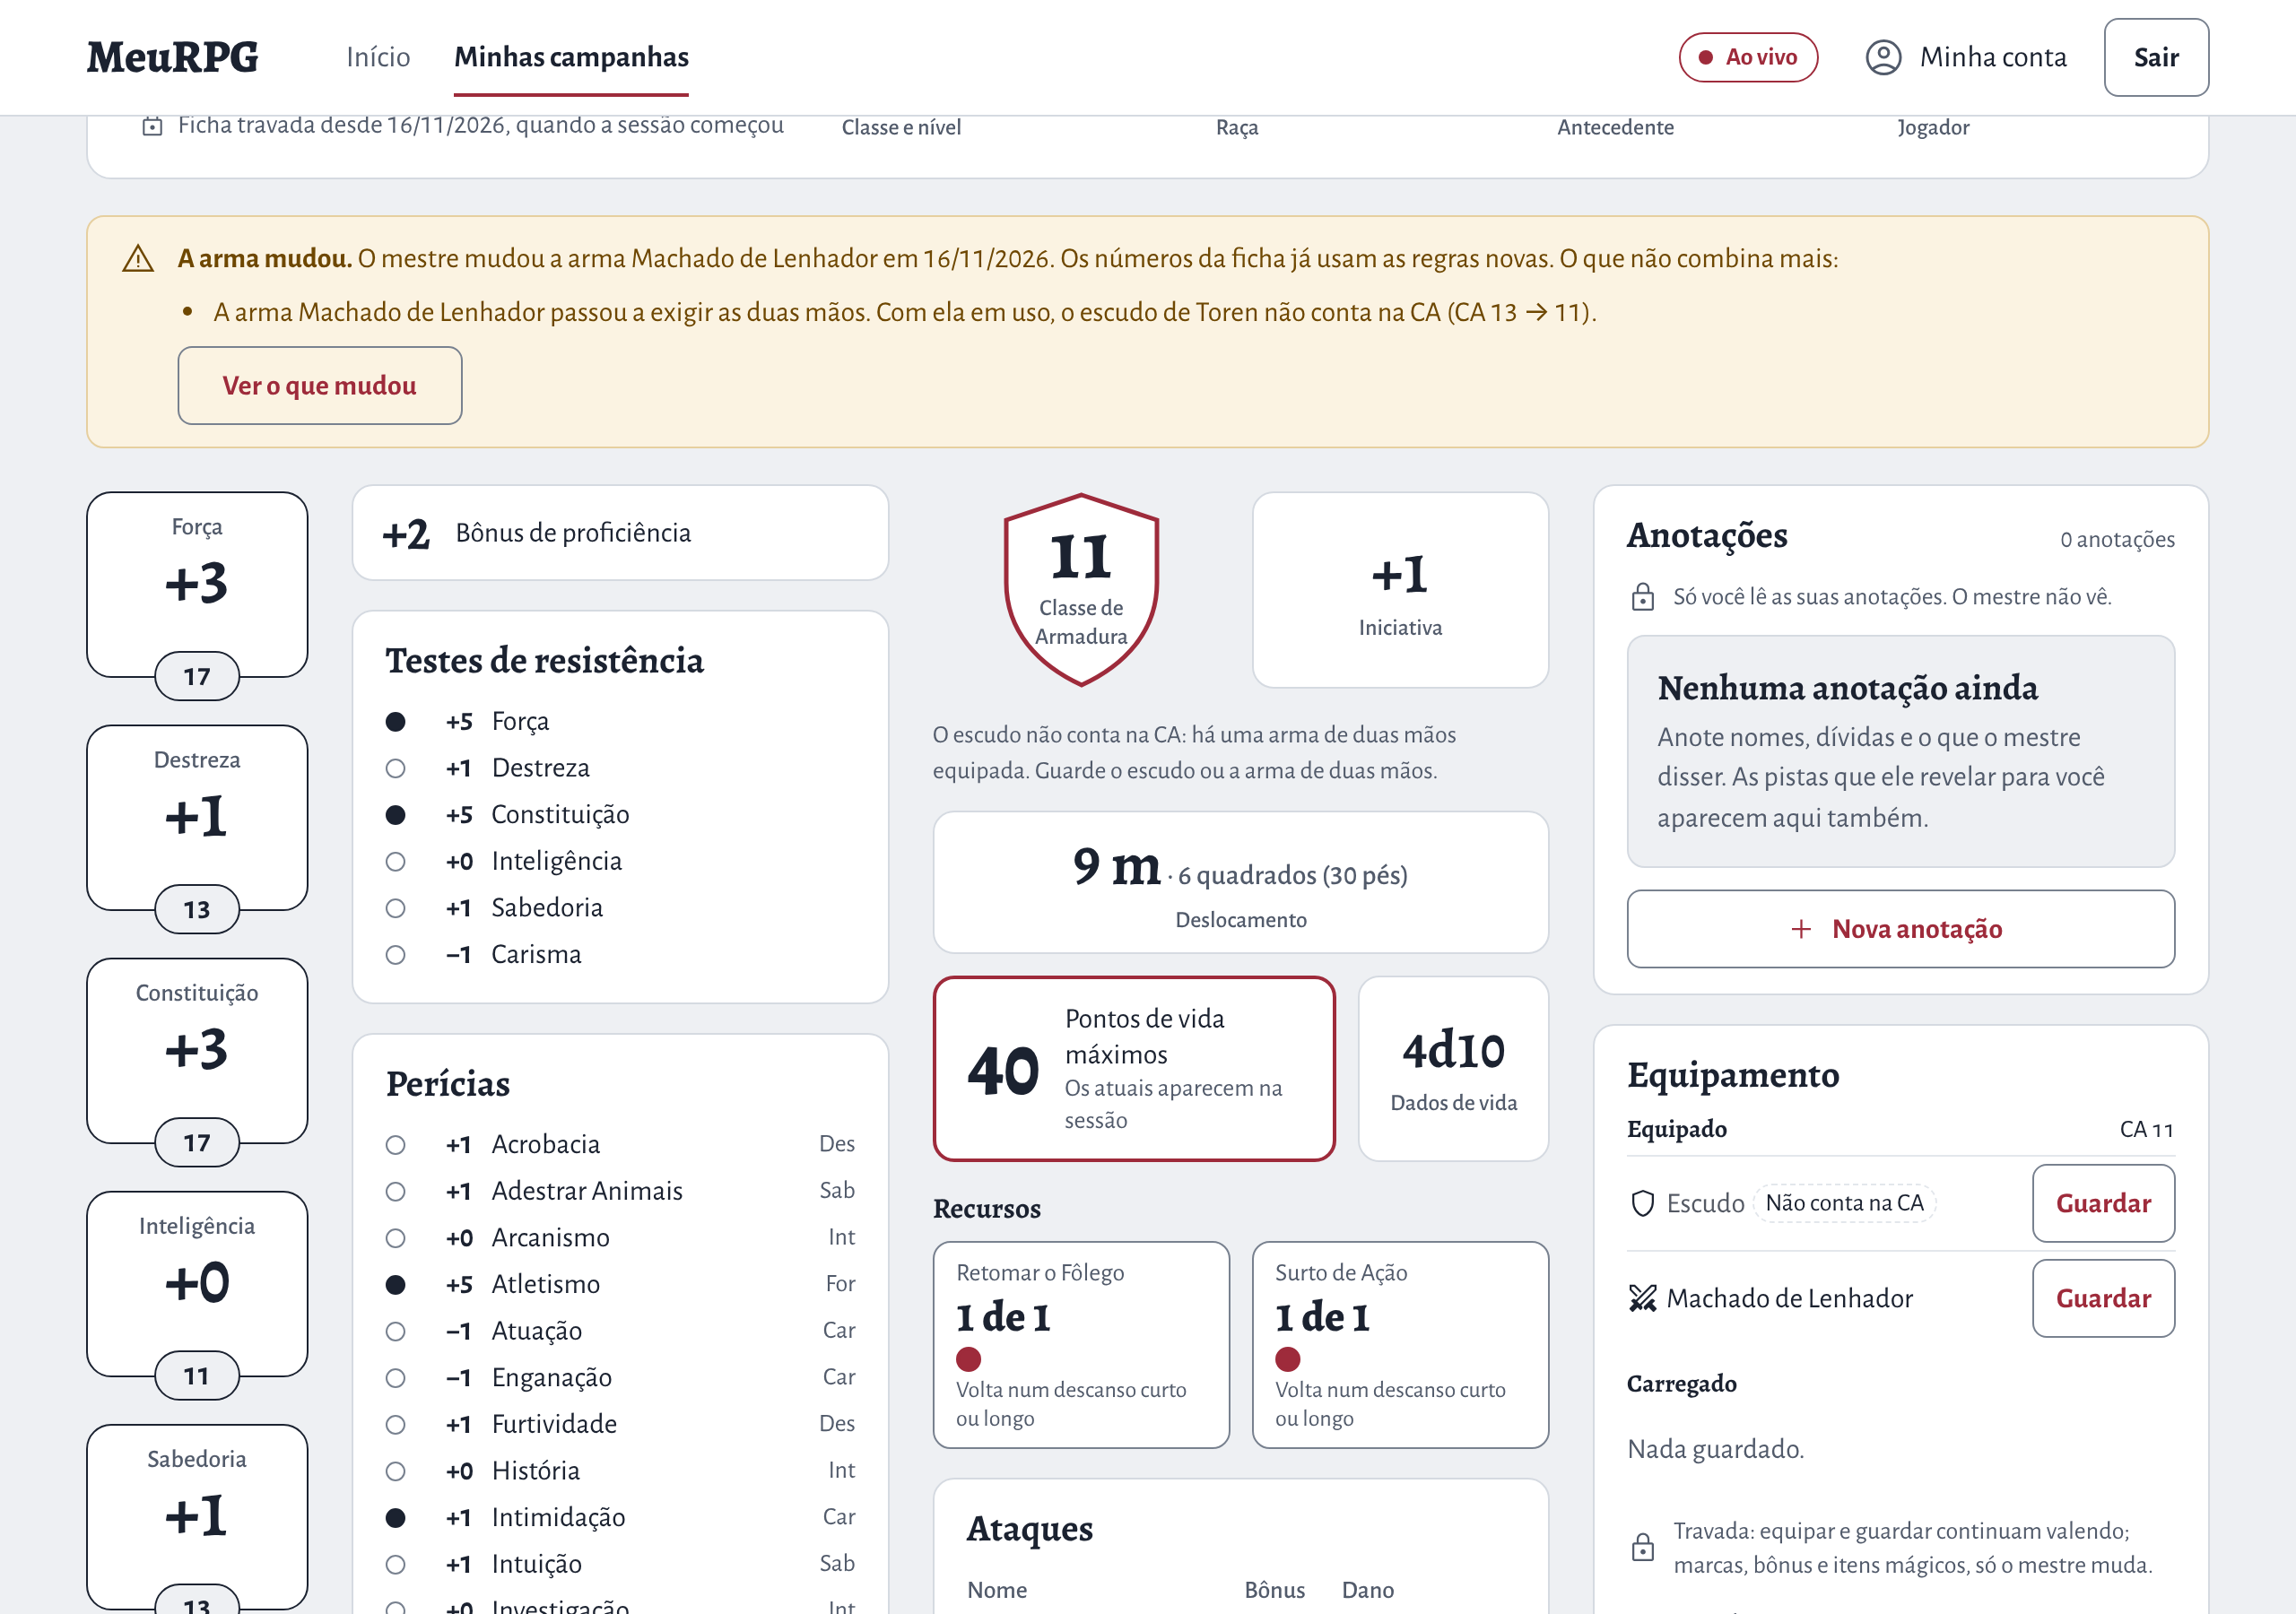 MeuRPG
Início
Minhas campanhas
Ao vivo
Minha conta
Sair
Ficha travada desde 16/11/2026, quando a sessão começou
Classe e nível
Raça
Antecedente
Jogador
A arma mudou. O mestre mudou a arma Machado de Lenhador em 16/11/2026. Os números da ficha já usam as regras novas. O que não combina mais:
• A arma Machado de Lenhador passou a exigir as duas mãos. Com ela em uso, o escudo de Toren não conta na CA (CA 13 → 11).
Ver o que mudou
Força
+3
17
Destreza
+1
13
Constituição
+3
17
Inteligência
+0
11
Sabedoria
+1
13
+2 Bônus de proficiência
Testes de resistência
+5 Força
+1 Destreza
+5 Constituição
+0 Inteligência
+1 Sabedoria
−1 Carisma
Perícias
+1 Acrobacia Des
+1 Adestrar Animais Sab
+0 Arcanismo Int
+5 Atletismo For
−1 Atuação Car
−1 Enganação Car
+1 Furtividade Des
+0 História Int
+1 Intimidação Car
+1 Intuição Sab
+0 Investigação Int
11
Classe de
Armadura
+1
Iniciativa
O escudo não conta na CA: há uma arma de duas mãos
equipada. Guarde o escudo ou a arma de duas mãos.
9 m · 6 quadrados (30 pés)
Deslocamento
40
Pontos de vida
máximos
Os atuais aparecem na
sessão
4d10
Dados de vida
Recursos
Retomar o Fôlego
1 de 1
Volta num descanso curto
ou longo
Surto de Ação
1 de 1
Volta num descanso curto
ou longo
Ataques
Nome Bônus Dano
Anotações
0 anotações
Só você lê as suas anotações. O mestre não vê.
Nenhuma anotação ainda
Anote nomes, dívidas e o que o mestre
disser. As pistas que ele revelar para você
aparecem aqui também.
+ Nova anotação
Equipamento
Equipado CA 11
Escudo Não conta na CA Guardar
Machado de Lenhador Guardar
Carregado
Nada guardado.
Travada: equipar e guardar continuam valendo;
marcas, bônus e itens mágicos, só o mestre muda.